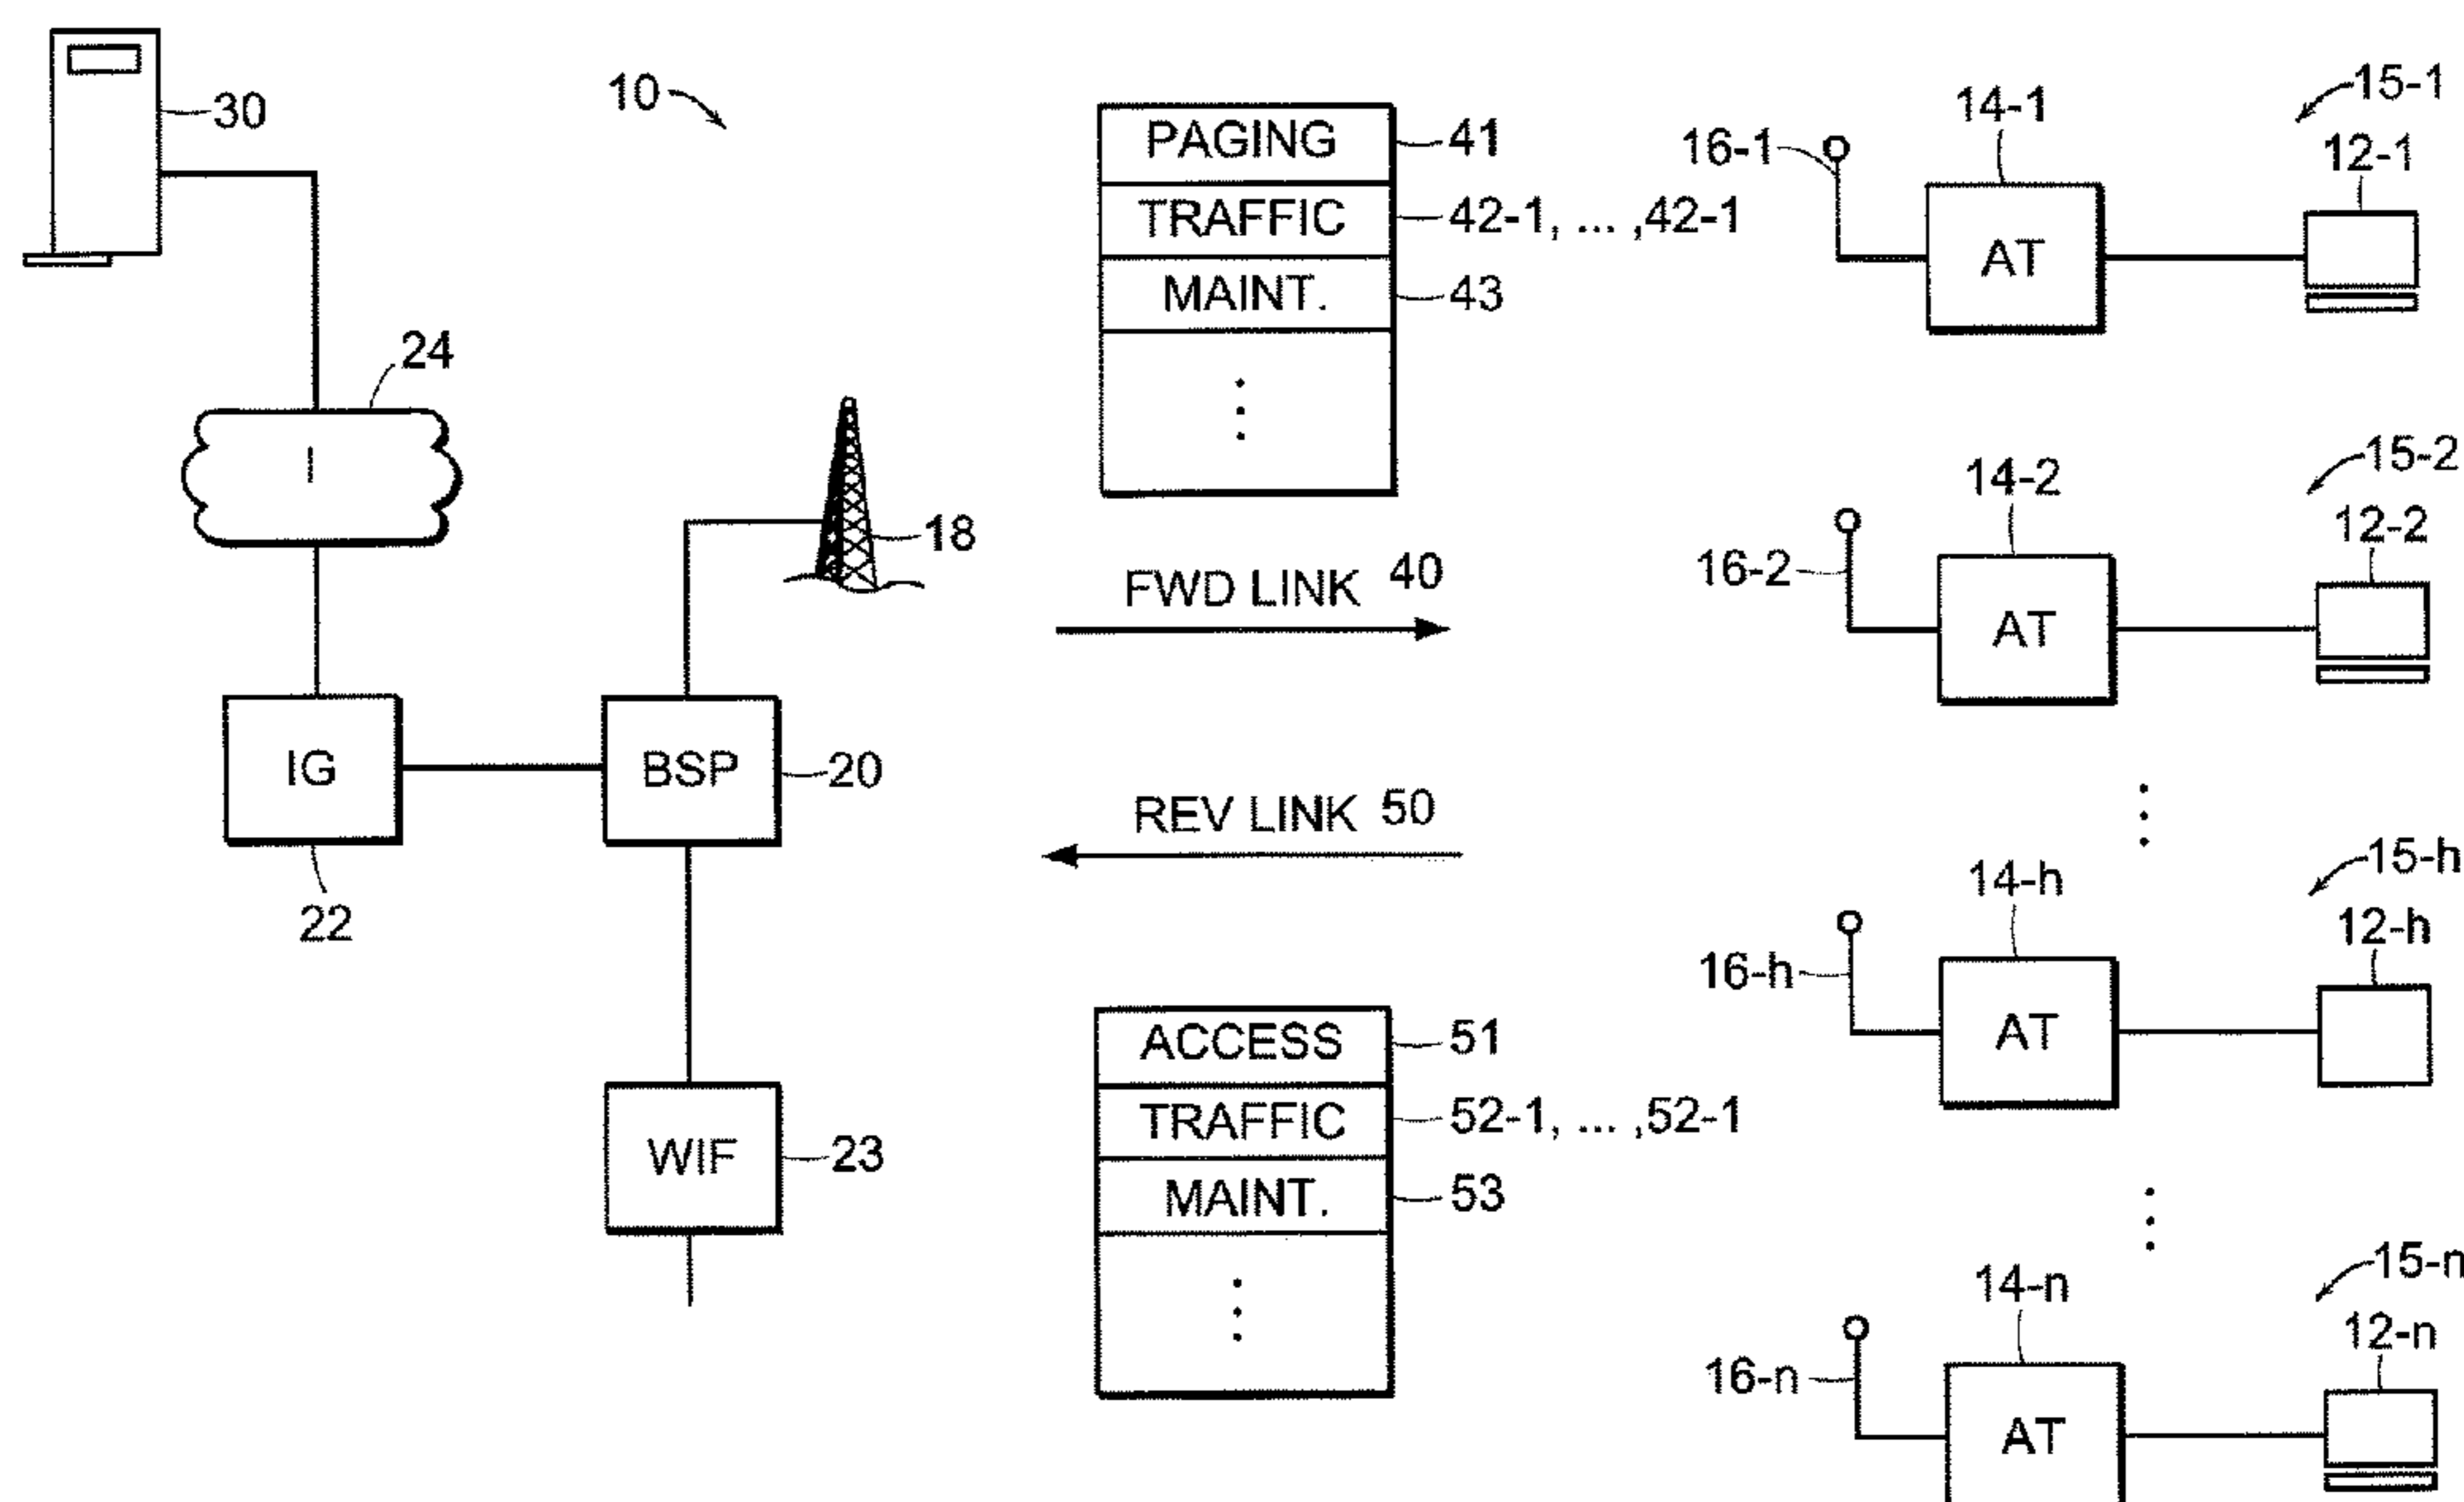 30
10
24
I
18
IG
22
BSP
20
WIF
23
PAGING
41
TRAFFIC
42-1, ... ,42-1
MAINT.
43
FWD LINK 40
REV LINK 50
ACCESS
51
TRAFFIC
52-1, ... ,52-1
MAINT.
53
16-1
14-1
AT
15-1
12-1
16-2
14-2
AT
15-2
12-2
16-h
14-h
AT
15-h
12-h
16-n
14-n
AT
15-n
12-n